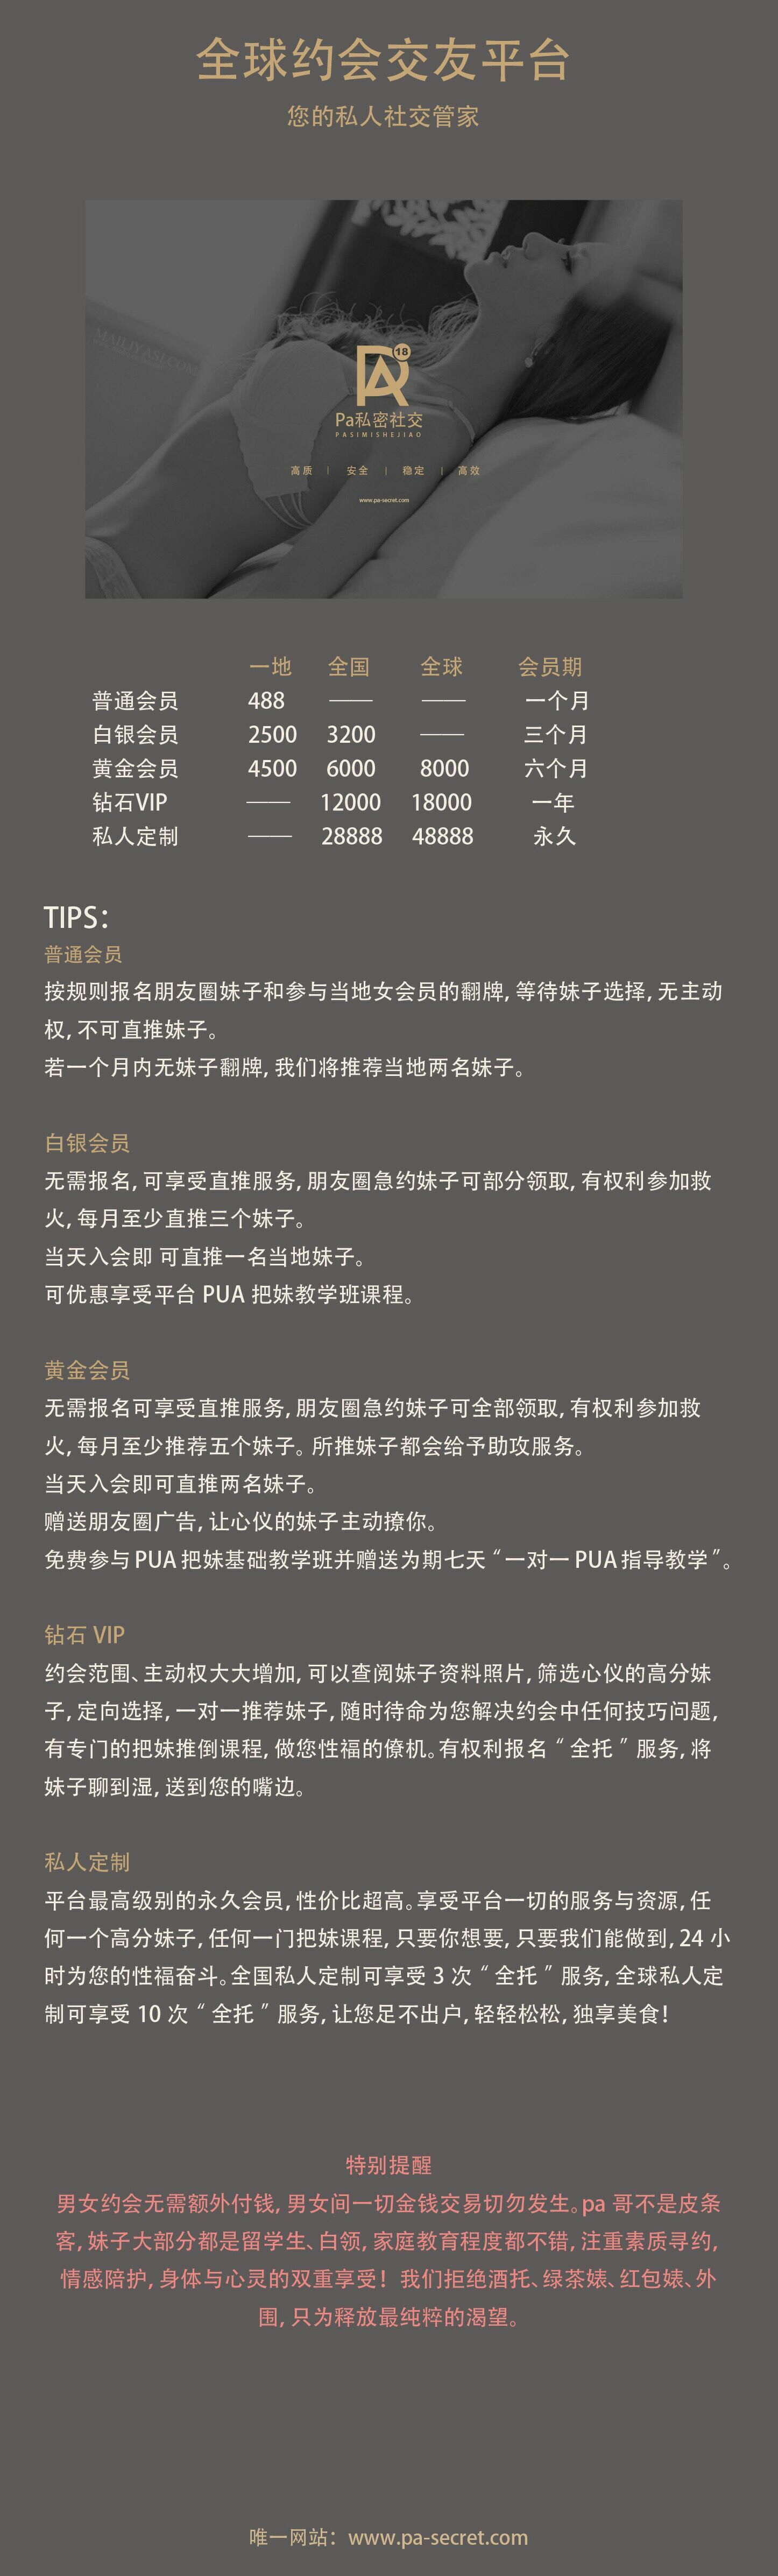 全球约会交友平台
您的私人社交管家
MAILIYASI.COM
18
Pa私密社交
PASIMISHEJIAO
高质 | 安全 | 稳定 | 高效
www.pa-secret.com
一地 全国 全球 会员期
普通会员 488 —— —— 一个月
白银会员 2500 3200 —— 三个月
黄金会员 4500 6000 8000 六个月
钻石VIP —— 12000 18000 一年
私人定制 —— 28888 48888 永久
TIPS：
普通会员
按规则报名朋友圈妹子和参与当地女会员的翻牌，等待妹子选择，无主动
权，不可直推妹子。
若一个月内无妹子翻牌，我们将推荐当地两名妹子。
白银会员
无需报名，可享受直推服务，朋友圈急约妹子可部分领取，有权利参加救
火，每月至少直推三个妹子。
当天入会即 可直推一名当地妹子。
可优惠享受平台 PUA 把妹教学班课程。
黄金会员
无需报名可享受直推服务，朋友圈急约妹子可全部领取，有权利参加救
火，每月至少推荐五个妹子。所推妹子都会给予助攻服务。
当天入会即可直推两名妹子。
赠送朋友圈广告，让心仪的妹子主动撩你。
免费参与 PUA 把妹基础教学班并赠送为期七天“一对一 PUA 指导教学”。
钻石 VIP
约会范围、主动权大大增加，可以查阅妹子资料照片，筛选心仪的高分妹
子，定向选择，一对一推荐妹子，随时待命为您解决约会中任何技巧问题，
有专门的把妹推倒课程，做您性福的僚机。有权利报名“全托”服务，将
妹子聊到湿，送到您的嘴边。
私人定制
平台最高级别的永久会员，性价比超高。享受平台一切的服务与资源，任
何一个高分妹子，任何一门把妹课程，只要你想要，只要我们能做到，24 小
时为您的性福奋斗。全国私人定制可享受 3 次“全托”服务，全球私人定
制可享受 10 次“全托”服务，让您足不出户，轻轻松松，独享美食！
特别提醒
男女约会无需额外付钱，男女间一切金钱交易切勿发生。pa 哥不是皮条
客，妹子大部分都是留学生、白领，家庭教育程度都不错，注重素质寻约，
情感陪护，身体与心灵的双重享受！我们拒绝酒托、绿茶婊、红包婊、外
围，只为释放最纯粹的渴望。
唯一网站：www.pa-secret.com